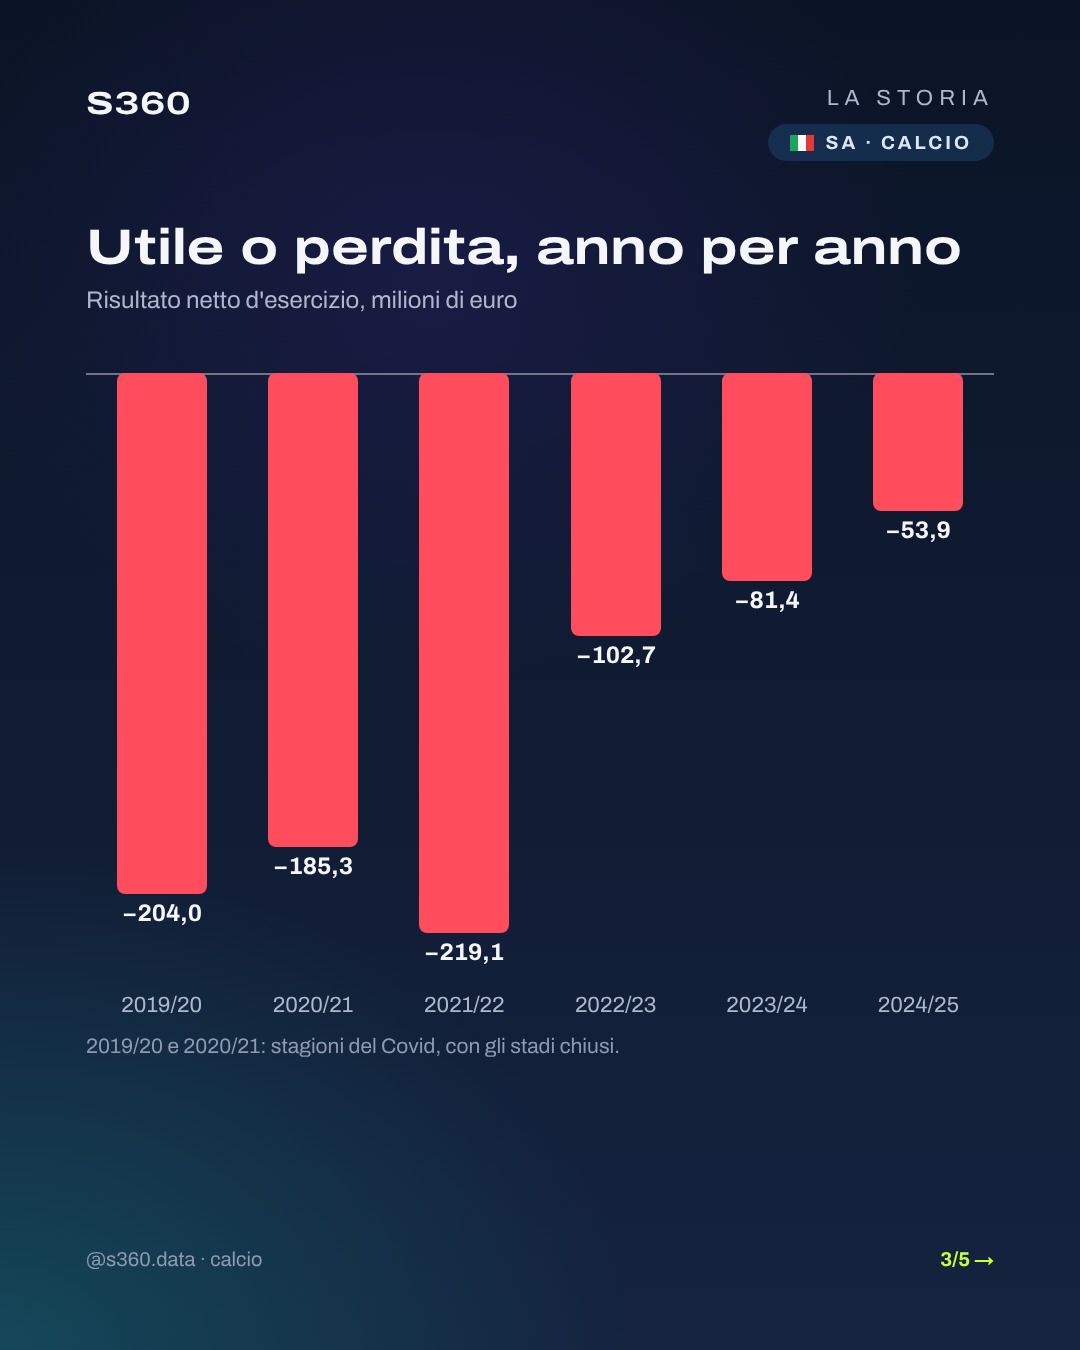 S360
LA STORIA
SA · CALCIO
Utile o perdita, anno per anno
Risultato netto d'esercizio, milioni di euro
–204,0
–185,3
–219,1
–102,7
–81,4
–53,9
2019/20
2020/21
2021/22
2022/23
2023/24
2024/25
2019/20 e 2020/21: stagioni del Covid, con gli stadi chiusi.
@s360.data · calcio
3/5 →